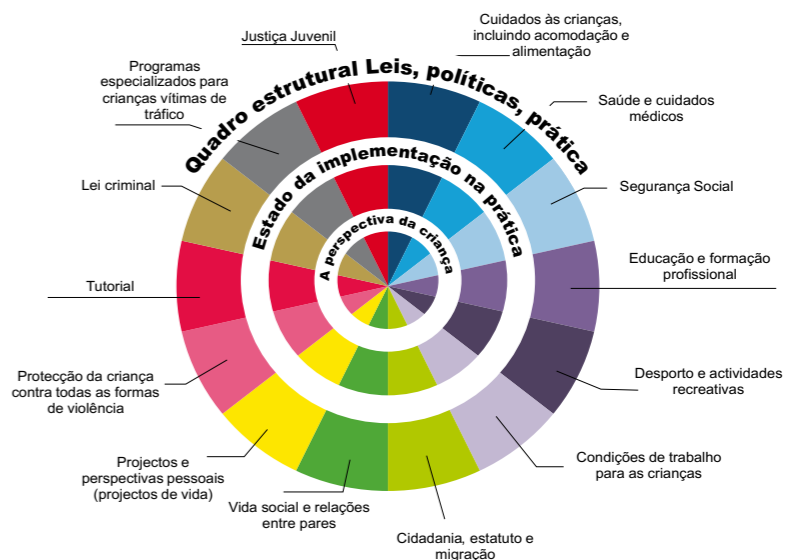 Justiça Juvenil
Cuidados às crianças,
incluindo acomodação e
alimentação
Programas
especializados para
crianças vítimas de
tráfico
Saúde e cuidados
médicos
Quadro estrutural Leis, políticas, prática
Estado da implementação na prática
A perspectiva da criança
Lei criminal
Segurança Social
Tutorial
Educação e formação
profissional
Protecção da criança
contra todas as formas
de violência
Desporto e actividades
recreativas
Projectos e
perspectivas pessoais
(projectos de vida)
Condições de trabalho
para as crianças
Vida social e relações
entre pares
Cidadania, estatuto e
migração